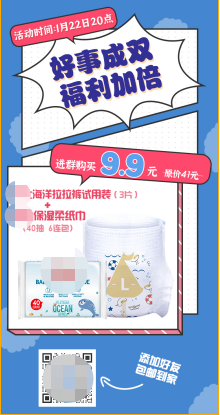 活动时间:1月22日20点
好事成双
福利加倍
进群购买 9.9元 原价41元
海洋拉拉裤试用装(3片)
+
保湿柔纸巾
(40抽 6连包)
40
OCEAN
L
添加好友
包邮到家